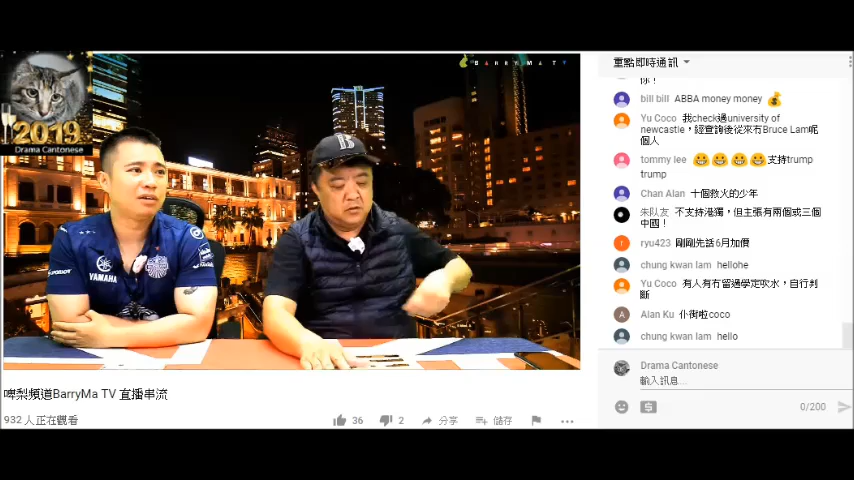 BARRYMA TV
2019
Drama Cantonese
YAMAHA
B
啤梨頻道BarryMa TV 直播串流
932 人正在觀看
36
2
分享
儲存
重點即時通訊
你！
bill bill ABBA money money
Yu Coco 我check過university of
newcastle，經查詢後從來冇Bruce Lam呢
個人
tommy lee 支持trump
trump
Chan Alan 十個救火的少年
朱队友 不支持港獨，但主張有兩個或三個
中國！
ryu423 剛剛先話6月加價
chung kwan lam hellohe
Yu Coco 有人有冇留過學定吹水，自行判
斷
Alan Ku 仆街啦coco
chung kwan lam hello
Drama Cantonese
輸入訊息...
0/200